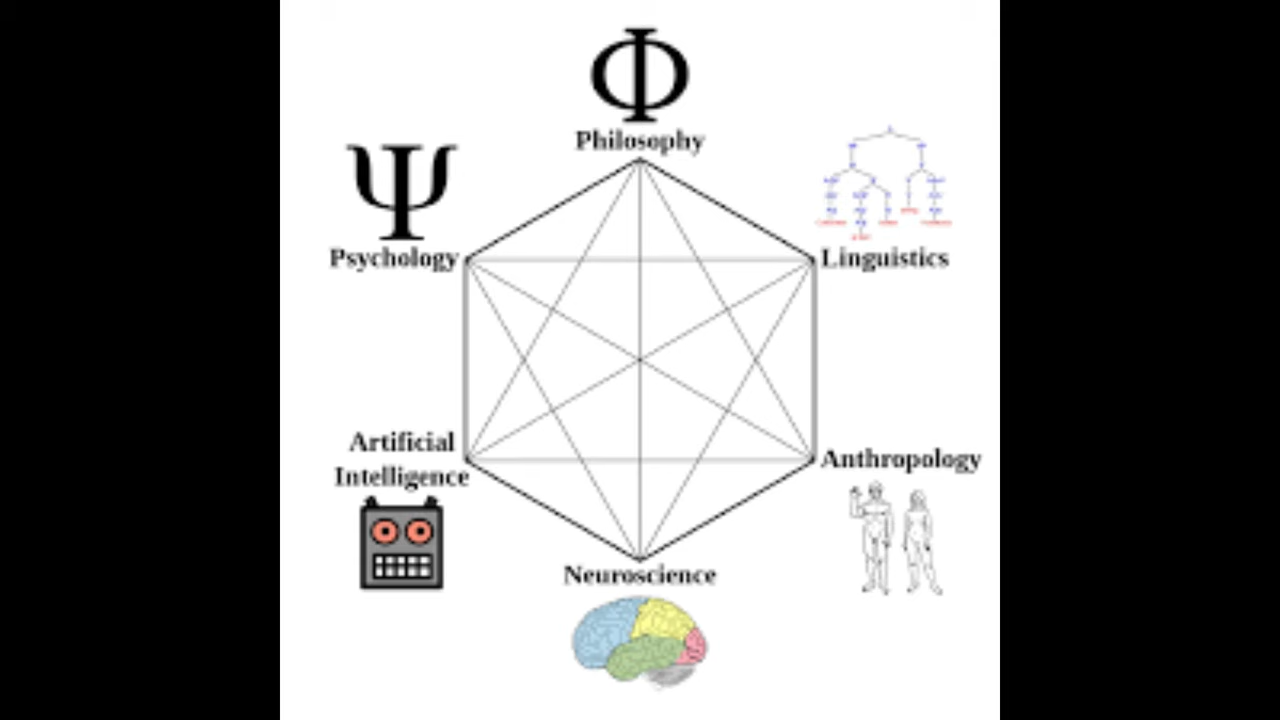 Φ
Philosophy
Ψ
Psychology
Linguistics
Artificial
Intelligence
Anthropology
Neuroscience